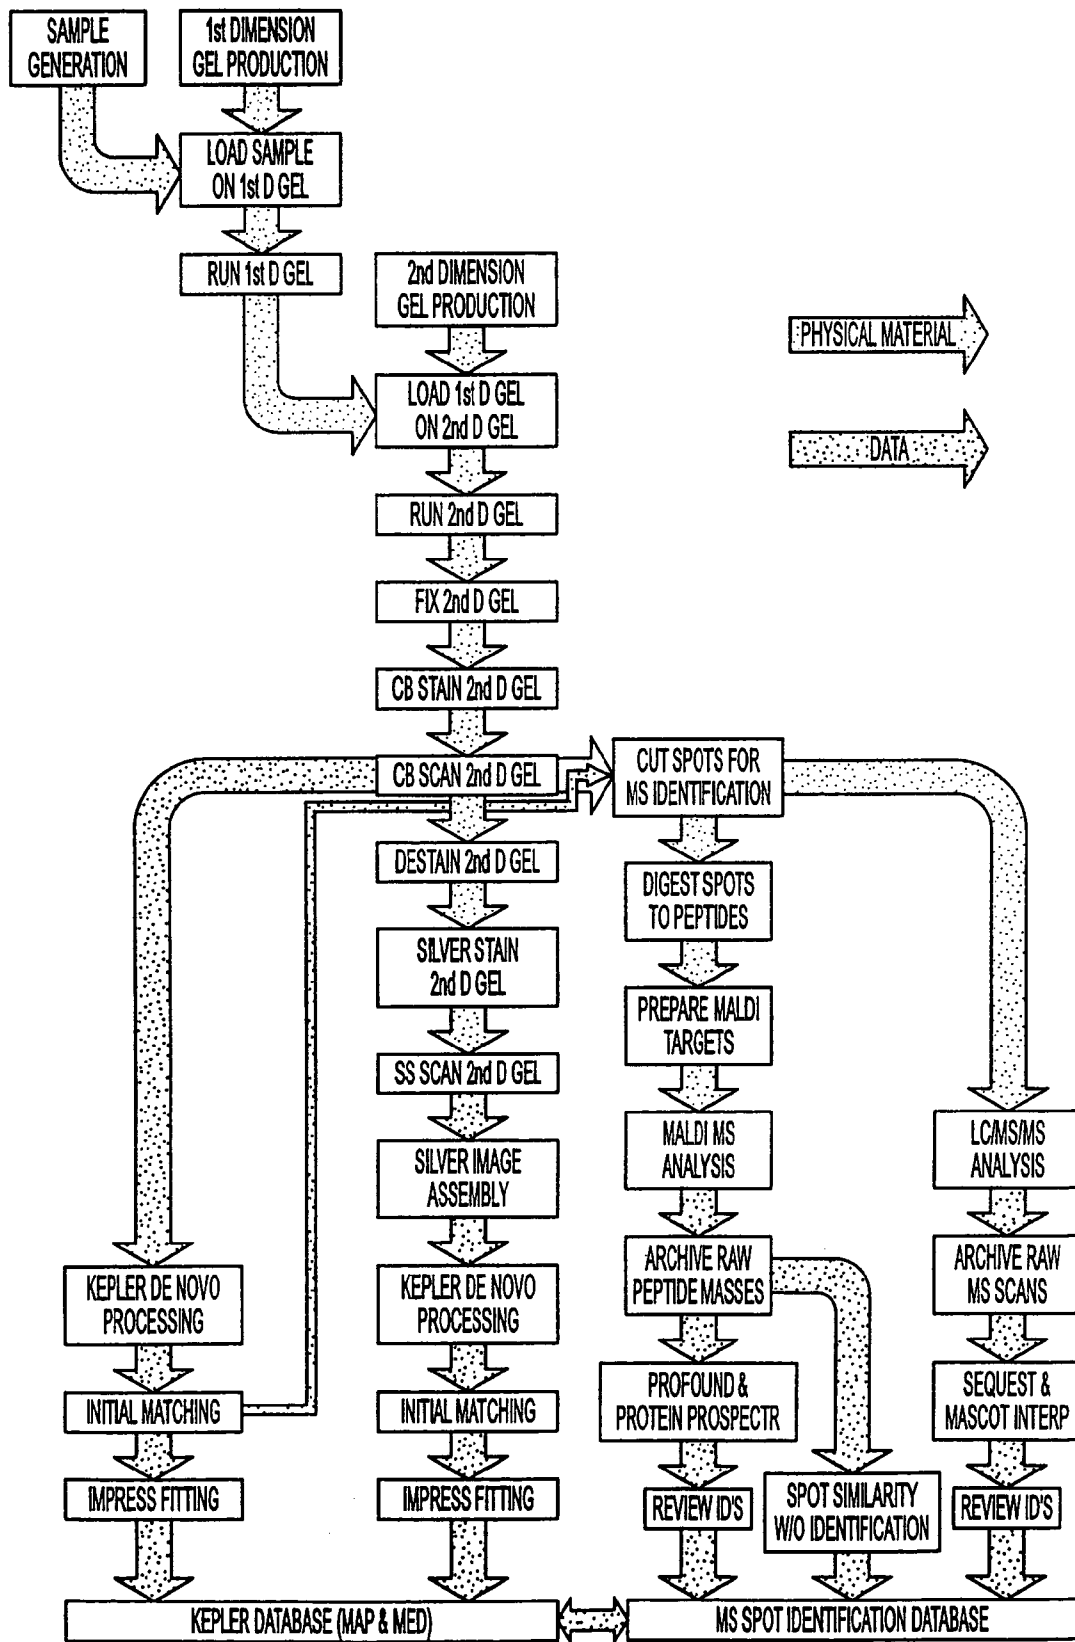 SAMPLE
GENERATION
1st DIMENSION
GEL PRODUCTION
LOAD SAMPLE
ON 1st D GEL
RUN 1st D GEL
2nd DIMENSION
GEL PRODUCTION
PHYSICAL MATERIAL
LOAD 1st D GEL
ON 2nd D GEL
DATA
RUN 2nd D GEL
FIX 2nd D GEL
CB STAIN 2nd D GEL
CB SCAN 2nd D GEL
CUT SPOTS FOR
MS IDENTIFICATION
DESTAIN 2nd D GEL
DIGEST SPOTS
TO PEPTIDES
SILVER STAIN
2nd D GEL
PREPARE MALDI
TARGETS
SS SCAN 2nd D GEL
MALDI MS
ANALYSIS
LC/MS/MS
ANALYSIS
SILVER IMAGE
ASSEMBLY
KEPLER DE NOVO
PROCESSING
KEPLER DE NOVO
PROCESSING
ARCHIVE RAW
PEPTIDE MASSES
ARCHIVE RAW
MS SCANS
INITIAL MATCHING
INITIAL MATCHING
PROFOUND &
PROTEIN PROSPECTR
SEQUEST &
MASCOT INTERP
IMPRESS FITTING
IMPRESS FITTING
REVIEW ID'S
SPOT SIMILARITY
W/O IDENTIFICATION
REVIEW ID'S
KEPLER DATABASE (MAP & MED)
MS SPOT IDENTIFICATION DATABASE